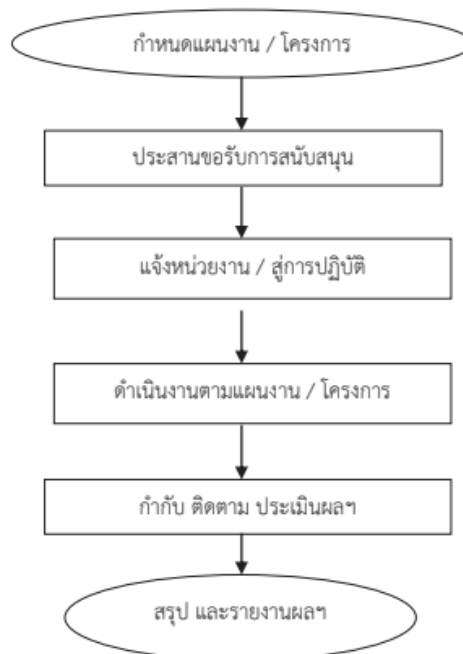 กำหนดแผนงาน / โครงการ
ประสานขอรับการสนับสนุน
แจ้งหน่วยงาน / สู่การปฏิบัติ
ดำเนินงานตามแผนงาน / โครงการ
กำกับ ติดตาม ประเมินผลฯ
สรุป และรายงานผลฯ